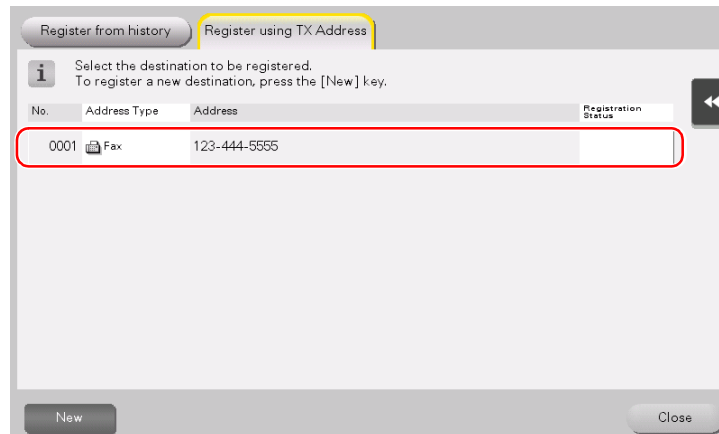 Register from history
Register using TX Address
i
Select the destination to be registered.
To register a new destination, press the [New] key.
No. Address Type Address Registration Status
0001 Fax 123-444-5555
New
Close